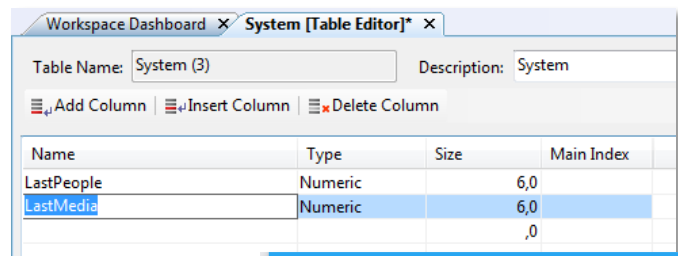 Workspace Dashboard X System [Table Editor]* X
Table Name: System (3) Description: System
Add Column Insert Column Delete Column
Name Type Size Main Index
LastPeople Numeric 6,0
LastMedia Numeric 6,0
,0